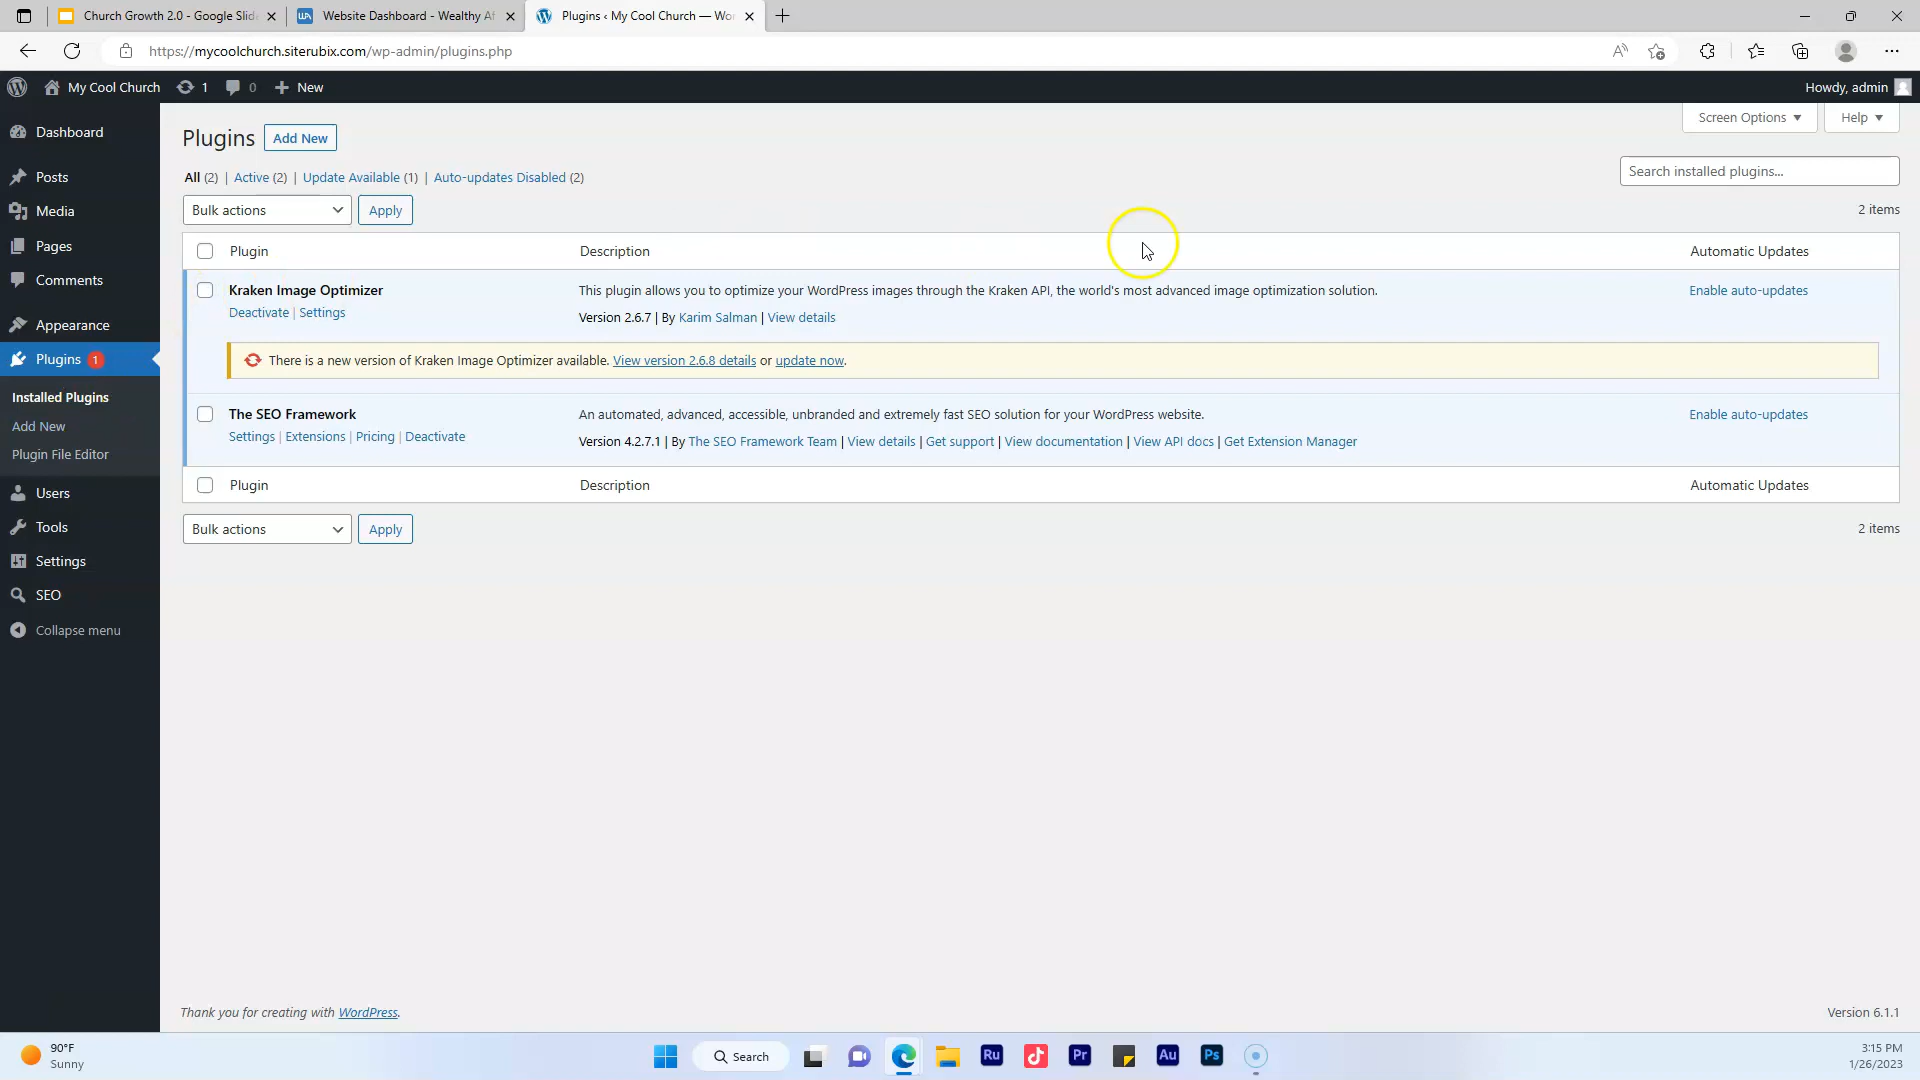 Church Growth 2.0 - Google Slide
Website Dashboard - Wealthy Af
Plugins ‹ My Cool Church — Wor
https://mycoolchurch.siterubix.com/wp-admin/plugins.php
My Cool Church 1 0 New
Howdy, admin
Dashboard
Posts
Media
Pages
Comments
Appearance
Plugins 1
Installed Plugins
Add New
Plugin File Editor
Users
Tools
Settings
SEO
Collapse menu
Screen Options
Help
Plugins Add New
All (2) | Active (2) | Update Available (1) | Auto-updates Disabled (2)
Search installed plugins...
Bulk actions Apply
2 items
Plugin Description Automatic Updates
Kraken Image Optimizer This plugin allows you to optimize your WordPress images through the Kraken API, the world's most advanced image optimization solution. Enable auto-updates
Deactivate | Settings Version 2.6.7 | By Karim Salman | View details
There is a new version of Kraken Image Optimizer available. View version 2.6.8 details or update now.
The SEO Framework An automated, advanced, accessible, unbranded and extremely fast SEO solution for your WordPress website. Enable auto-updates
Settings | Extensions | Pricing | Deactivate Version 4.2.7.1 | By The SEO Framework Team | View details | Get support | View documentation | View API docs | Get Extension Manager
Plugin Description Automatic Updates
Bulk actions Apply
2 items
Thank you for creating with WordPress.
Version 6.1.1
90°F
Sunny
Search
Ru
Pr
Au
Ps
3:15 PM
1/26/2023